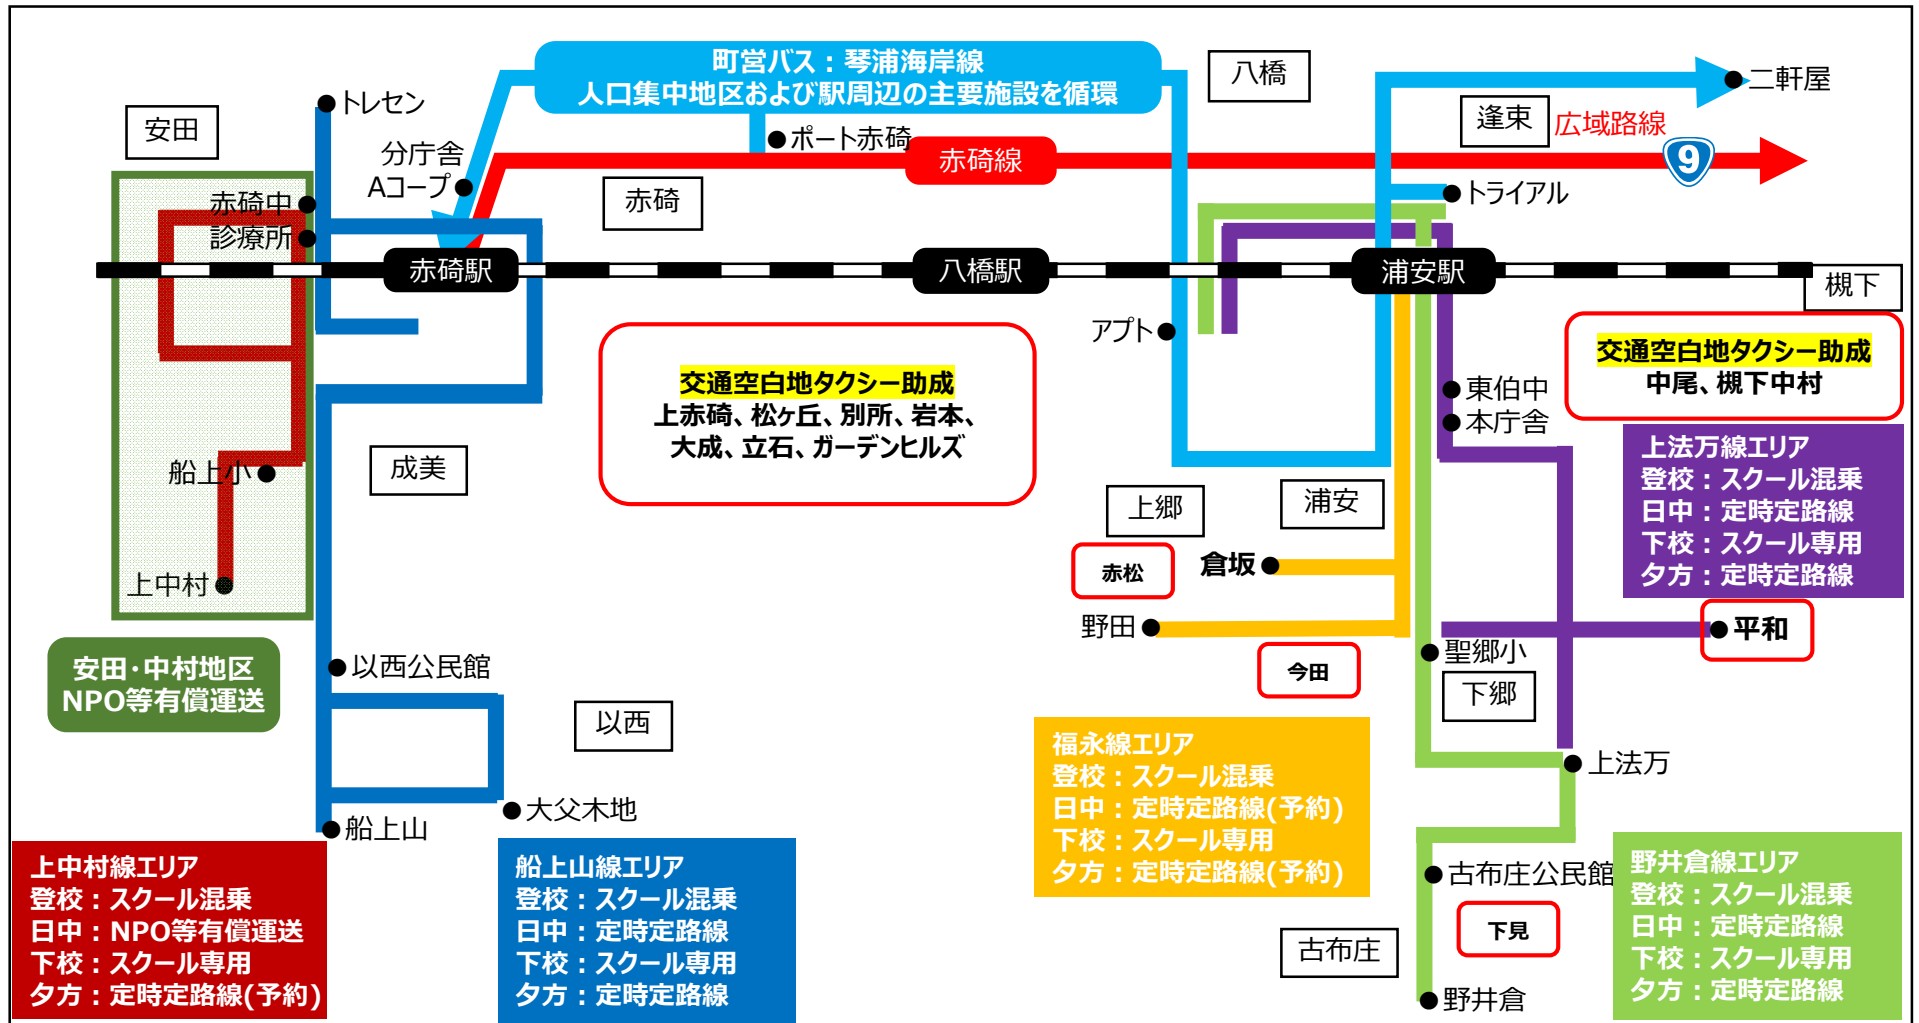 町営バス：琴浦海岸線
人口集中地区および駅周辺の主要施設を循環
八橋
二軒屋
トレセン
安田
逢束
広域路線
9
ポート赤碕
赤碕線
分庁舎
Aコープ
赤碕
トライアル
赤碕中
診療所
赤碕駅
八橋駅
浦安駅
槻下
アプト
交通空白地タクシー助成
中尾、槻下中村
交通空白地タクシー助成
上赤碕、松ヶ丘、別所、岩本、
大成、立石、ガーデンヒルズ
東伯中
本庁舎
成美
船上小
上郷
浦安
上法万線エリア
登校：スクール混乗
日中：定時定路線
下校：スクール専用
夕方：定時定路線
赤松
倉坂
上中村
野田
平和
聖郷小
今田
下郷
安田・中村地区
NPO等有償運送
以西公民館
以西
福永線エリア
登校：スクール混乗
日中：定時定路線(予約)
下校：スクール専用
夕方：定時定路線(予約)
上法万
大父木地
船上山
上中村線エリア
登校：スクール混乗
日中：NPO等有償運送
下校：スクール専用
夕方：定時定路線(予約)
船上山線エリア
登校：スクール混乗
日中：定時定路線
下校：スクール専用
夕方：定時定路線
古布庄公民館
下見
古布庄
野井倉
野井倉線エリア
登校：スクール混乗
日中：定時定路線
下校：スクール専用
夕方：定時定路線